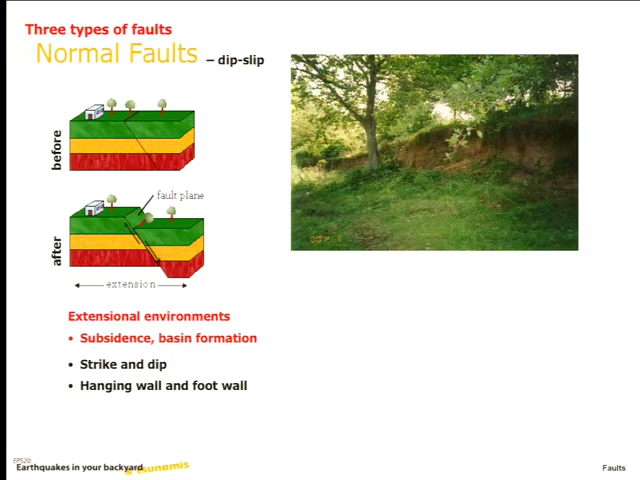 Three types of faults
Normal Faults – dip-slip
before
fault plane
after
extension
Extensional environments
• Subsidence, basin formation
• Strike and dip
• Hanging wall and foot wall
EPS20:
Earthquakes in your backyard & tsunamis
Faults